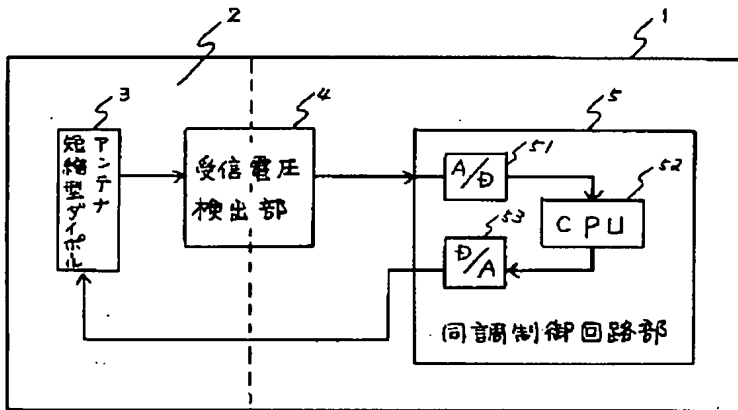 2
1
3
短縮型ダイポール
アンテナ
4
受信電圧
検出部
5
A/D
51
CPU
52
D/A
53
同調制御回路部